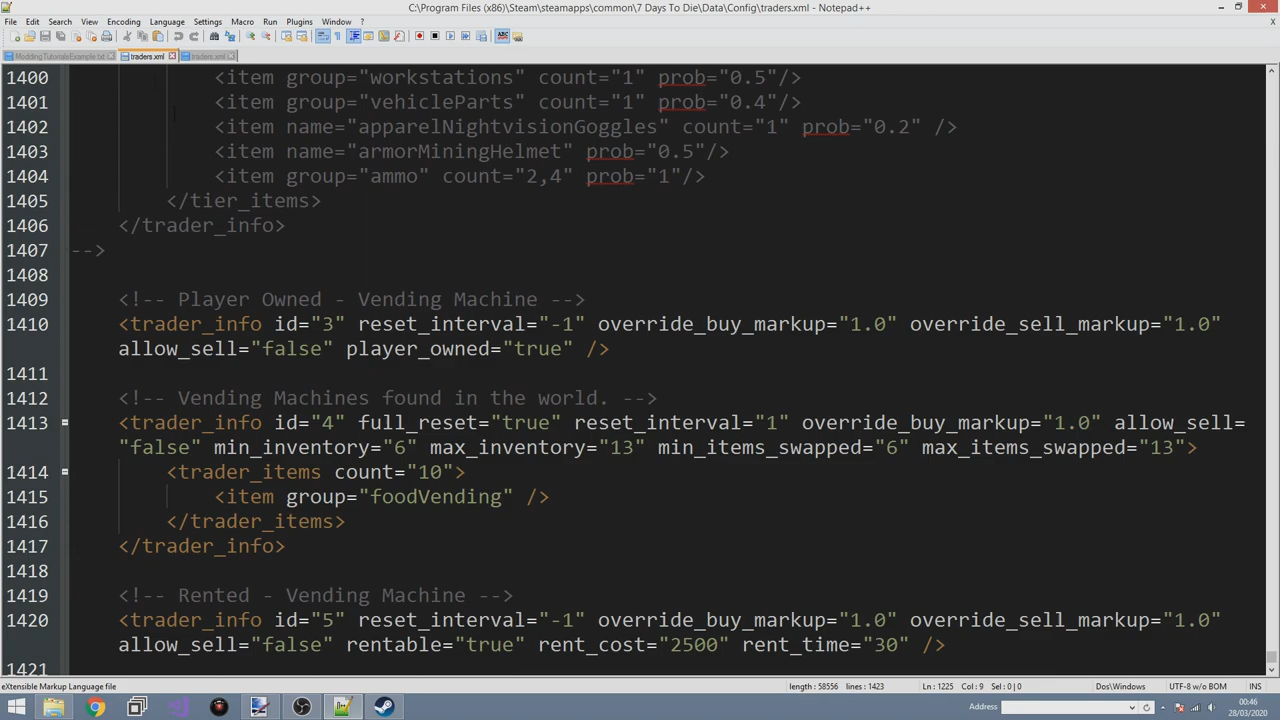 C:\Program Files (x86)\Steam\steamapps\common\7 Days To Die\Data\Config\traders.xml - Notepad++
File Edit Search View Encoding Language Settings Macro Run Plugins Window ?
ModdingTutorialsExample.txt traders.xml traders.xml
1400 <item group="workstations" count="1" prob="0.5"/>
1401 <item group="vehicleParts" count="1" prob="0.4"/>
1402 <item name="apparelNightvisionGoggles" count="1" prob="0.2" />
1403 <item name="armorMiningHelmet" prob="0.5"/>
1404 <item group="ammo" count="2,4" prob="1"/>
1405 </tier_items>
1406 </trader_info>
1407 -->
1408
1409 <!-- Player Owned - Vending Machine -->
1410 <trader_info id="3" reset_interval="-1" override_buy_markup="1.0" override_sell_markup="1.0"
allow_sell="false" player_owned="true" />
1411
1412 <!-- Vending Machines found in the world. -->
1413 <trader_info id="4" full_reset="true" reset_interval="1" override_buy_markup="1.0" allow_sell=
"false" min_inventory="6" max_inventory="13" min_items_swapped="6" max_items_swapped="13">
1414 <trader_items count="10">
1415 <item group="foodVending" />
1416 </trader_items>
1417 </trader_info>
1418
1419 <!-- Rented - Vending Machine -->
1420 <trader_info id="5" reset_interval="-1" override_buy_markup="1.0" override_sell_markup="1.0"
allow_sell="false" rentable="true" rent_cost="2500" rent_time="30" />
1421
eXtensible Markup Language file length : 58556 lines : 1423 Ln : 1225 Col : 9 Sel : 0 | 0 Dos\Windows UTF-8 w/o BOM INS
Address 00:46
28/03/2020